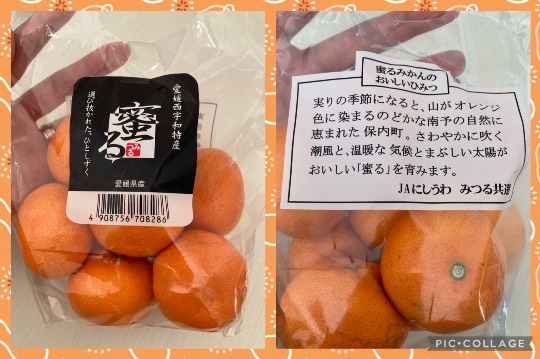 愛媛西宇和特産
蜜る
みつる
選び抜かれた、ひとしずく
愛媛県産
4 908756 708286
蜜るみかんの
おいしいひみつ
実りの季節になると、山がオレンジ
色に染まるのどかな南予の自然に
恵まれた 保内町。さわやかに吹く
潮風と、温暖な 気候とまぶしい太陽が
おいしい「蜜る」を育みます。
JAにしうわ みつる共選
PIC•COLLAGE